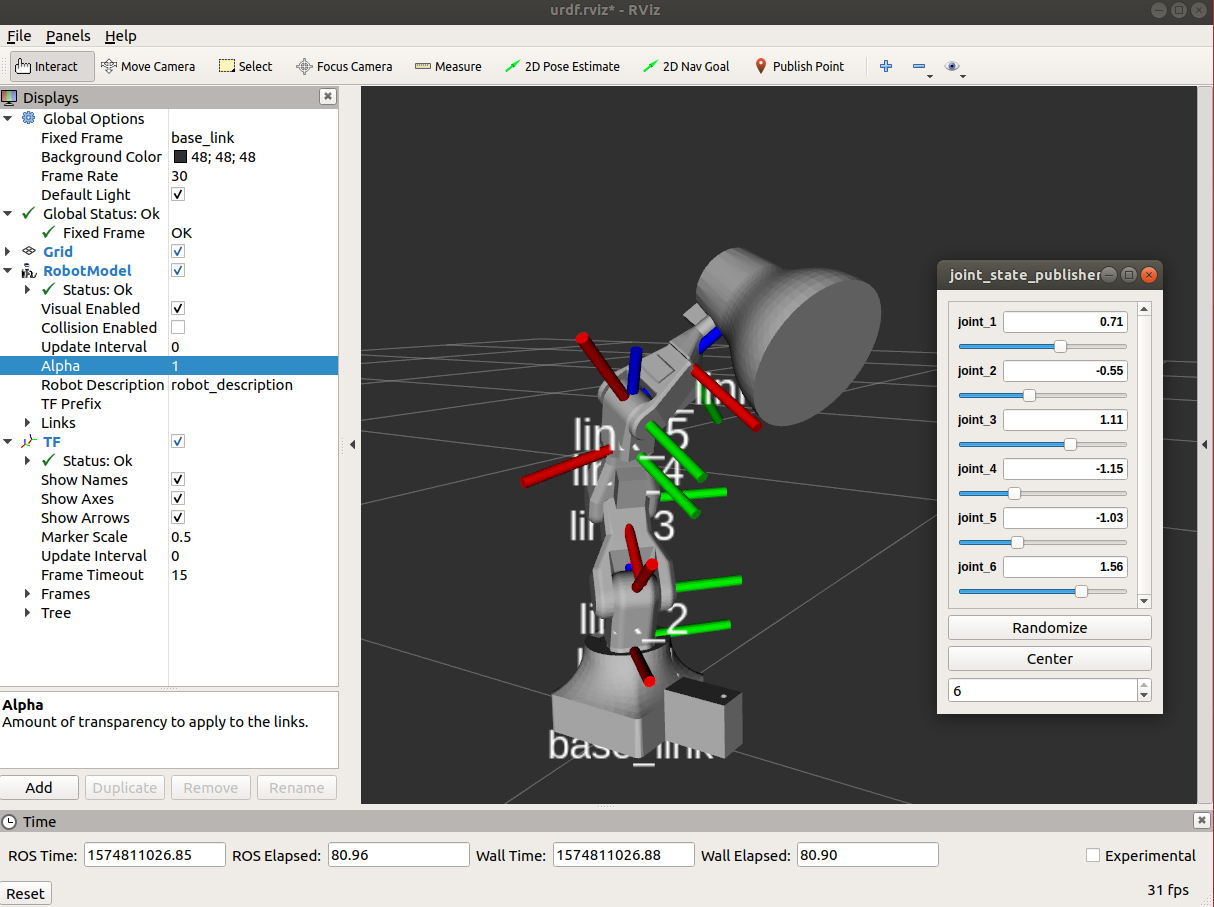 urdf.rviz* - RViz
File Panels Help
Interact Move Camera Select Focus Camera Measure 2D Pose Estimate 2D Nav Goal Publish Point
Displays
Global Options
Fixed Frame base_link
Background Color 48; 48; 48
Frame Rate 30
Default Light
Global Status: Ok
Fixed Frame OK
Grid
RobotModel
Status: Ok
Visual Enabled
Collision Enabled
Update Interval 0
Alpha 1
Robot Description robot_description
TF Prefix
Links
TF
Status: Ok
Show Names
Show Axes
Show Arrows
Marker Scale 0.5
Update Interval 0
Frame Timeout 15
Frames
Tree
Alpha
Amount of transparency to apply to the links.
Add Duplicate Remove Rename
link_5
_4
_3
link_2
base_link
joint_state_publisher
joint_1 0.71
joint_2 -0.55
joint_3 1.11
joint_4 -1.15
joint_5 -1.03
joint_6 1.56
Randomize
Center
6
Time
ROS Time: 1574811026.85 ROS Elapsed: 80.96 Wall Time: 1574811026.88 Wall Elapsed: 80.90 Experimental
Reset 31 fps